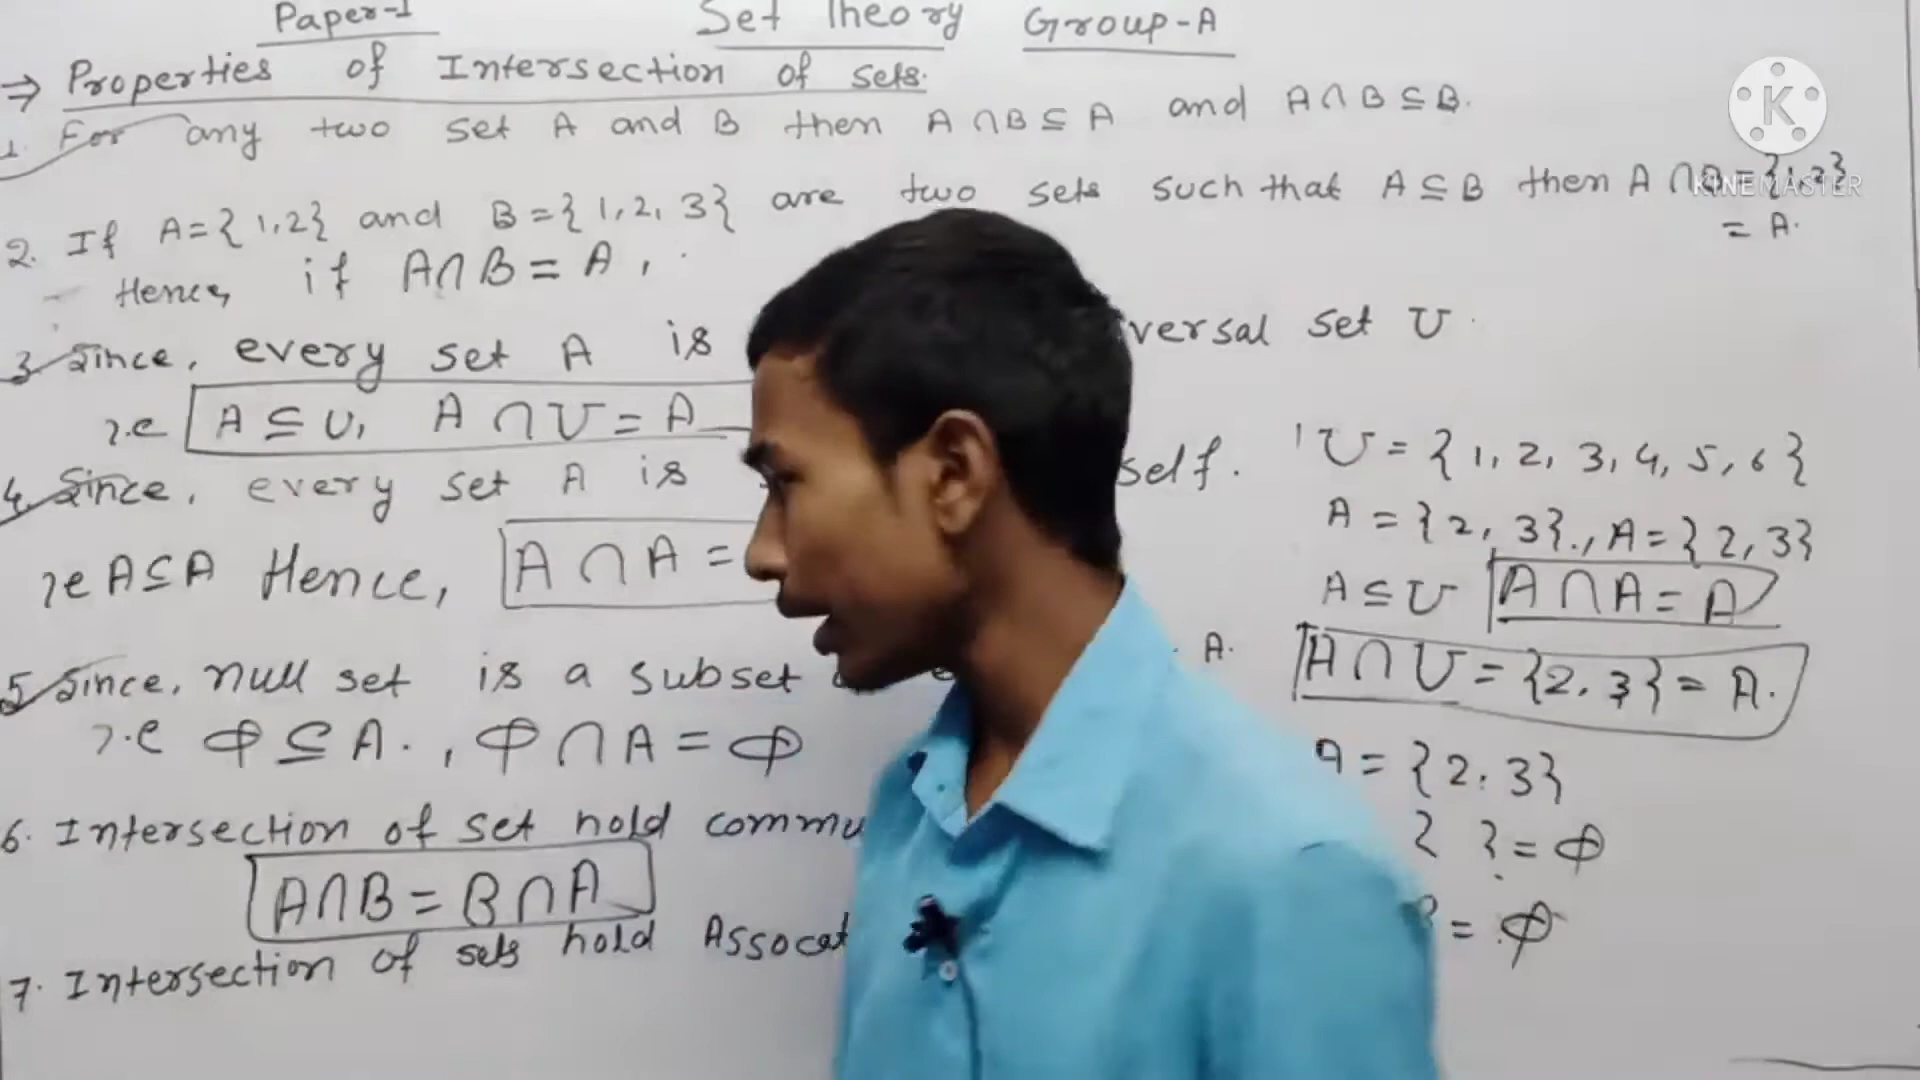 Paper-I Set Theory Group-A
⇒ Properties of Intersection of sets.
1. For any two set A and B then A ∩ B ⊆ A and A ∩ B ⊆ B.
2. If A = {1,2} and B = {1, 2, 3} are two sets such that A ⊆ B then A ∩ B = {1,2}
= A.
Hence, if A ∩ B = A,
3. Since, every set A is versal set U
i.e A ⊆ U, A ∩ U = A
4. Since, every set A is self.
i.e A ⊆ A Hence, A ∩ A =
5. Since, null set is a subset A.
i.e Φ ⊆ A. , Φ ∩ A = Φ
6. Intersection of set hold commu
A ∩ B = B ∩ A
7. Intersection of sets hold Assocat
U = {1, 2, 3, 4, 5, 6}
A = {2, 3}., A = {2, 3}
A ⊆ U A ∩ A = A
A ∩ U = {2, 3} = A.
A = {2, 3}
{ } = Φ
= Φ
K
KINEMASTER